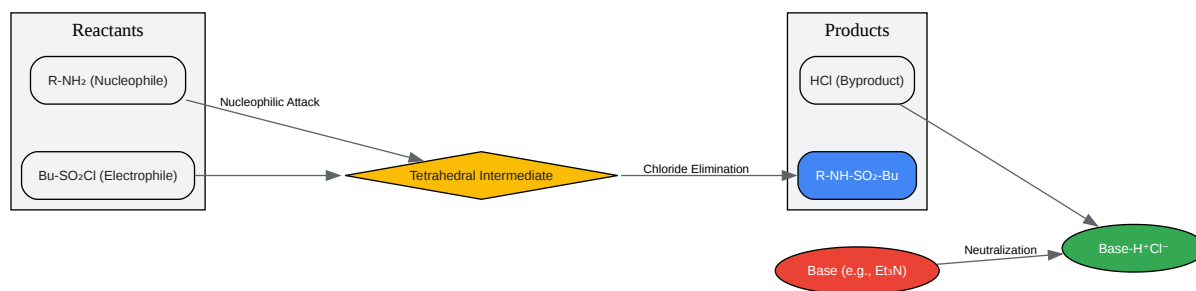 Reactants
Products
R-NH₂ (Nucleophile)
HCl (Byproduct)
Nucleophilic Attack
Bu-SO₂Cl (Electrophile)
Tetrahedral Intermediate
Chloride Elimination
R-NH-SO₂-Bu
Neutralization
Base-H⁺Cl⁻
Base (e.g., Et₃N)